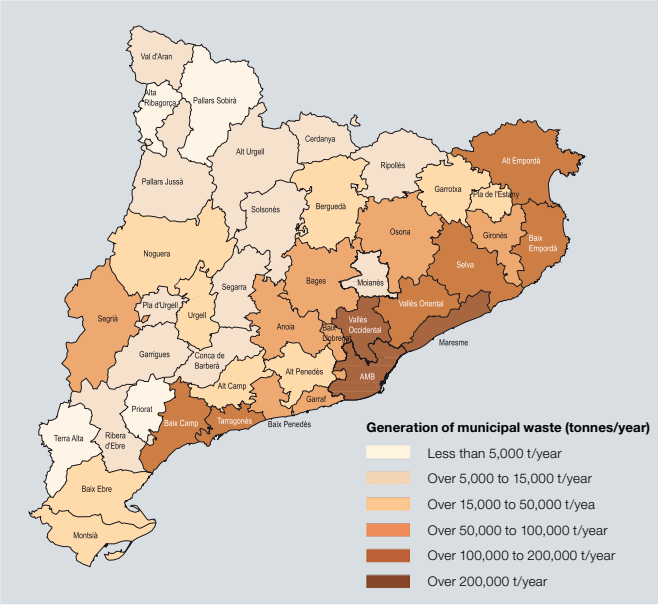 Val d'Aran
Alta
Ribagorça
Pallars Sobirà
Cerdanya
Alt Urgell
Ripollès
Alt Empordà
Pallars Jussà
Garrotxa
Pla de l'Estany
Solsonès
Berguedà
Osona
Gironès
Baix
Empordà
Noguera
Selva
Bages
Moianès
Segarra
Vallès Oriental
Pla d'Urgell
Segrià
Urgell
Vallès
Occidental
Anoia
Baix
Llobregat
Maresme
Garrigues
Conca de
Barberà
Alt Penedès
AMB
Alt Camp
Garraf
Priorat
Baix Camp
Tarragonès
Baix Penedès
Terra Alta
Ribera
d'Ebre
Baix Ebre
Montsià
Generation of municipal waste (tonnes/year)
Less than 5,000 t/year
Over 5,000 to 15,000 t/year
Over 15,000 to 50,000 t/yea
Over 50,000 to 100,000 t/year
Over 100,000 to 200,000 t/year
Over 200,000 t/year